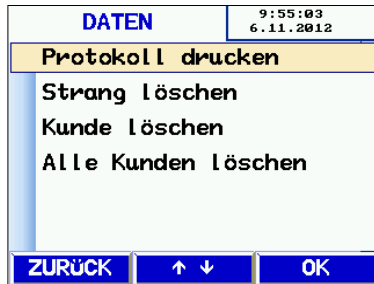 DATEN
9:55:03
6.11.2012
Protokoll drucken
Strang löschen
Kunde löschen
Alle Kunden löschen
ZURÜCK ↑ ↓ OK